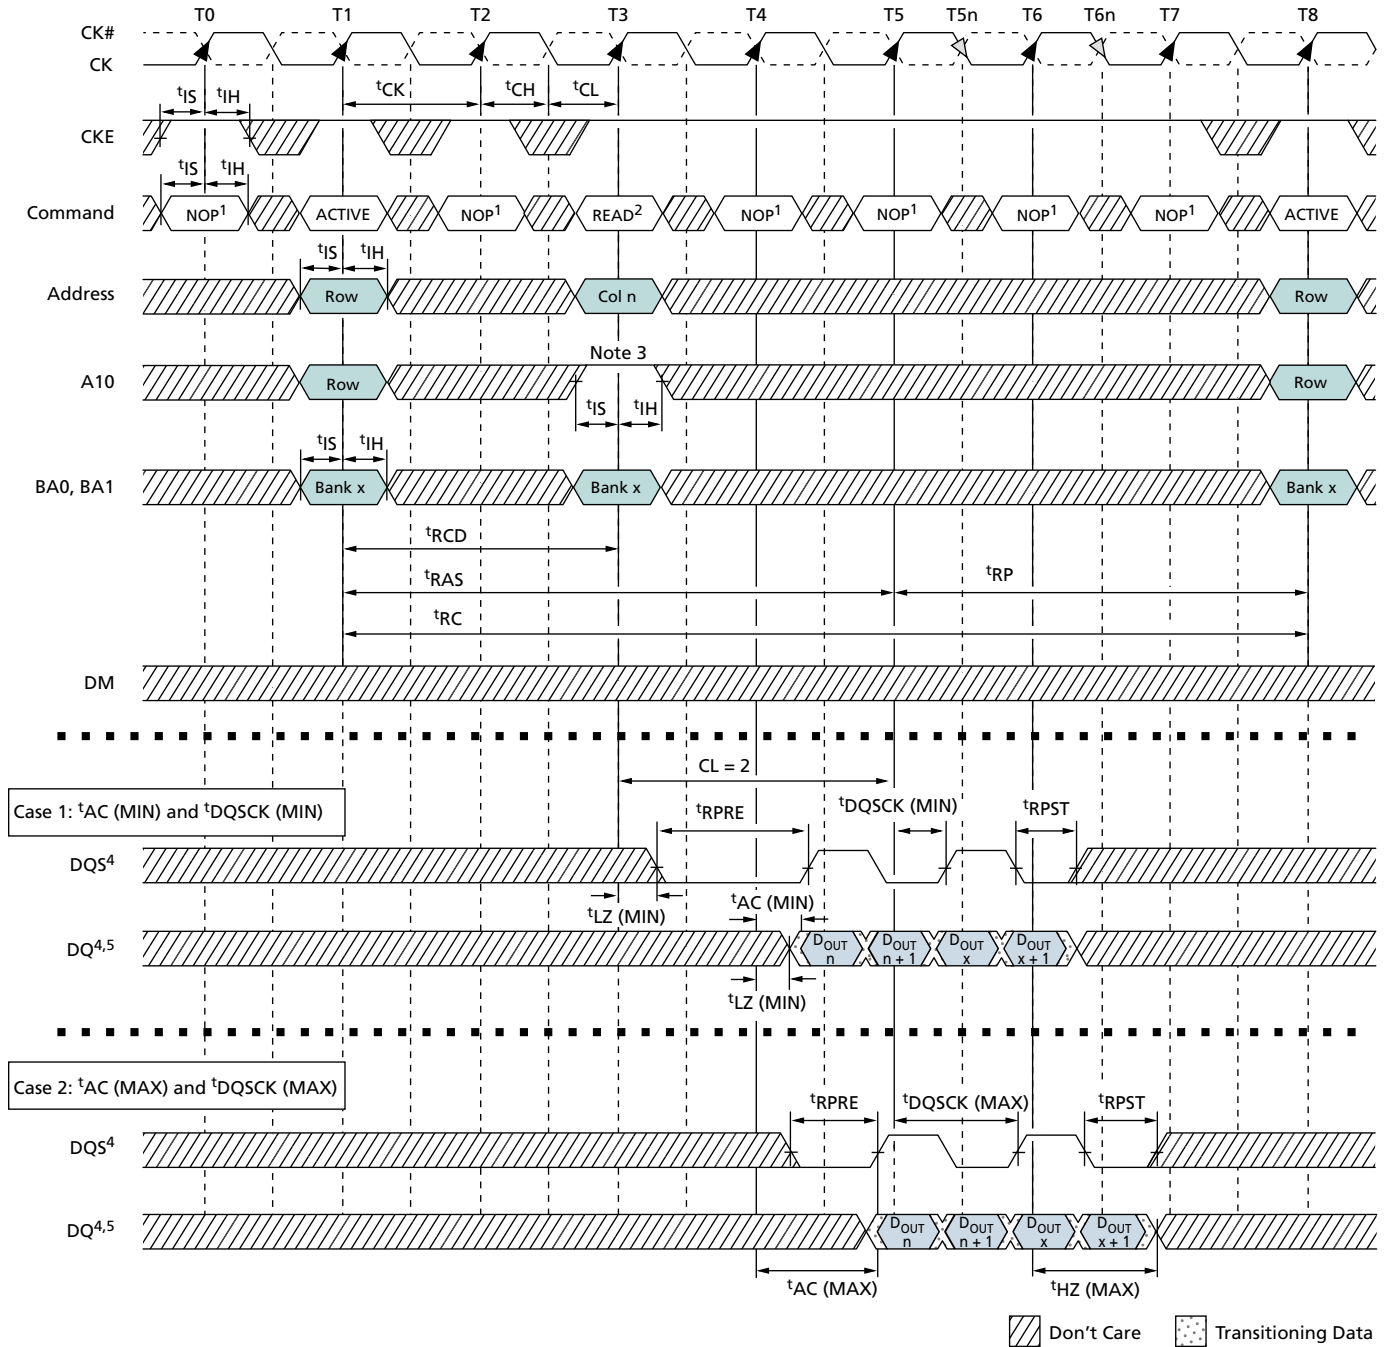 T0 T1 T2 T3 T4 T5 T5n T6 T6n T7 T8
CK#
CK
tCK tCH tCL
tIS tIH
CKE
tIS tIH
Command NOP1 ACTIVE NOP1 READ2 NOP1 NOP1 NOP1 NOP1 ACTIVE
tIS tIH
Address Row Col n Row
Note 3
A10 Row Row
tIS tIH
tIS tIH
BA0, BA1 Bank x Bank x Bank x
tRCD
tRAS tRP
tRC
DM
CL = 2
Case 1: tAC (MIN) and tDQSCK (MIN)
tRPRE tDQSCK (MIN) tRPST
DQS4
tLZ (MIN) tAC (MIN)
DQ4,5 DOUT n DOUT n + 1 DOUT x DOUT x + 1
tLZ (MIN)
Case 2: tAC (MAX) and tDQSCK (MAX)
tRPRE tDQSCK (MAX) tRPST
DQS4
DQ4,5 DOUT n DOUT n + 1 DOUT x DOUT x + 1
tAC (MAX) tHZ (MAX)
Don't Care Transitioning Data